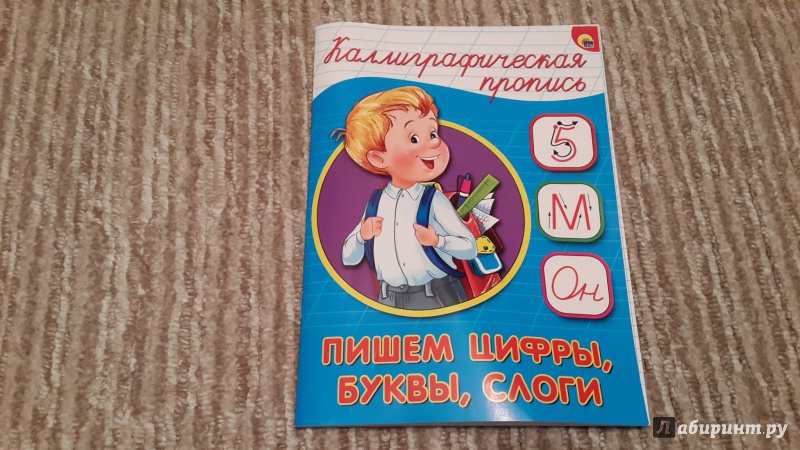 Каллиграфическая
пропись
5
М
Он
ПИШЕМ ЦИФРЫ,
БУКВЫ, СЛОГИ
Лабиринт.ру